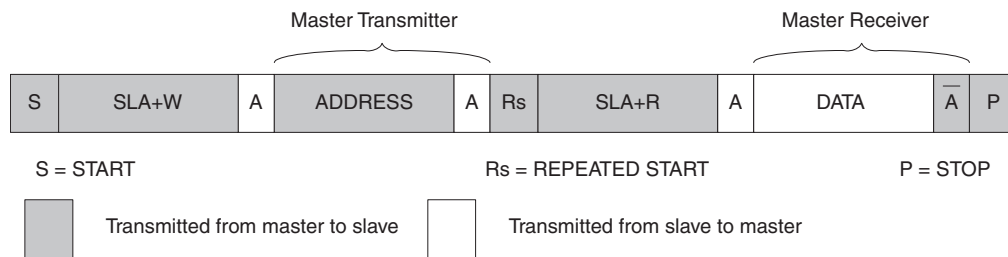 Master Transmitter Master Receiver
S SLA+W A ADDRESS A Rs SLA+R A DATA A̅ P
S = START Rs = REPEATED START P = STOP
Transmitted from master to slave Transmitted from slave to master